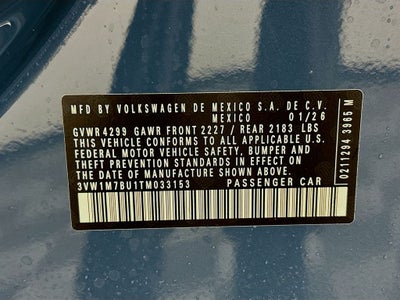 MFD BY VOLKSWAGEN DE MEXICO S.A. DE C.V.
MEXICO 01/26
GVWR 4299 GAWR FRONT 2227 / REAR 2183 LBS
THIS VEHICLE CONFORMS TO ALL APPLICABLE U.S.
FEDERAL MOTOR VEHICLE SAFETY, BUMPER AND
THEFT PREVENTION STANDARDS IN EFFECT ON THE
DATE OF MANUFACTURE SHOWN ABOVE.
3VW1M7BU1TM033153 PASSENGER CAR
0211294 3965 M